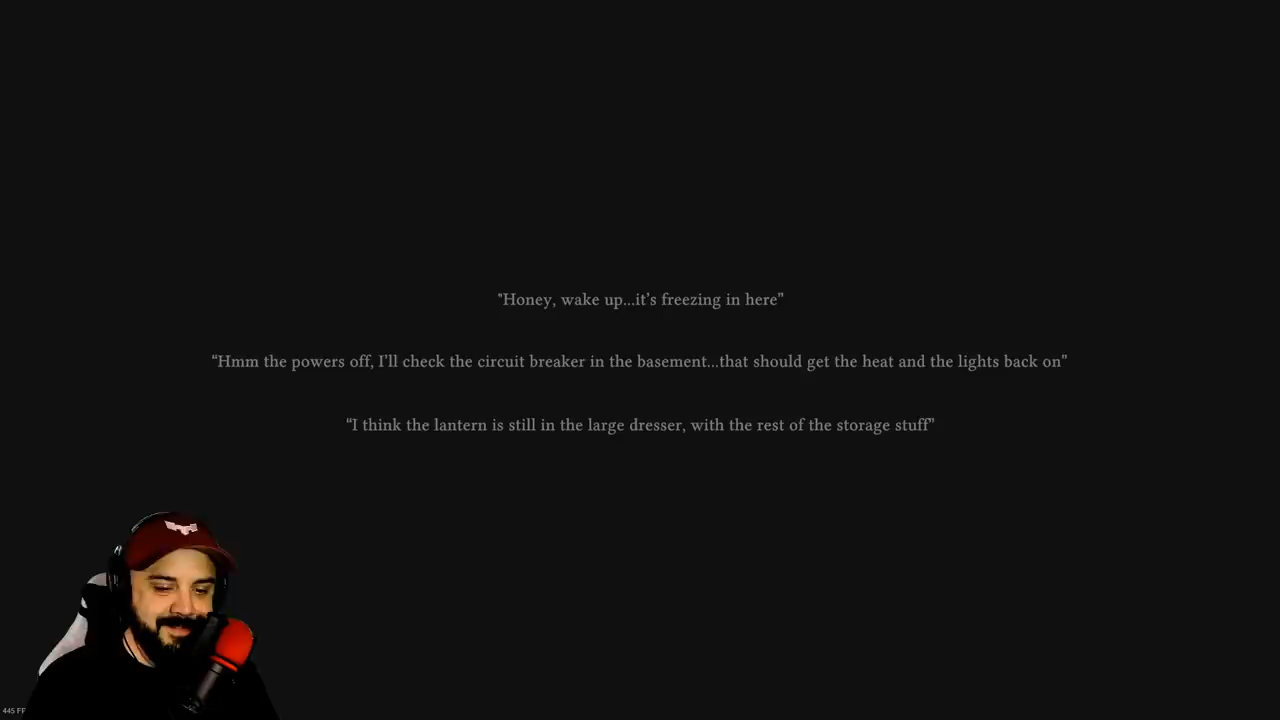 "Honey, wake up...it’s freezing in here”
“Hmm the powers off, I’ll check the circuit breaker in the basement...that should get the heat and the lights back on”
“I think the lantern is still in the large dresser, with the rest of the storage stuff”
445 FF